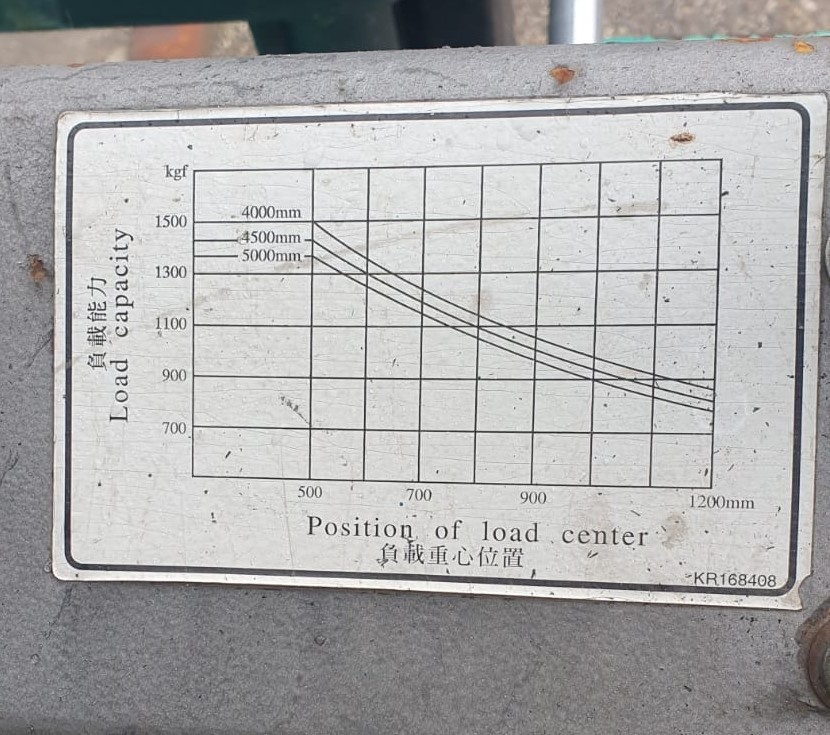 kgf
4000mm
1500
4500mm
5000mm
1300
1100
900
700
負載能力
Load capacity
500 700 900 1200mm
Position of load center
負載重心位置
KR168408